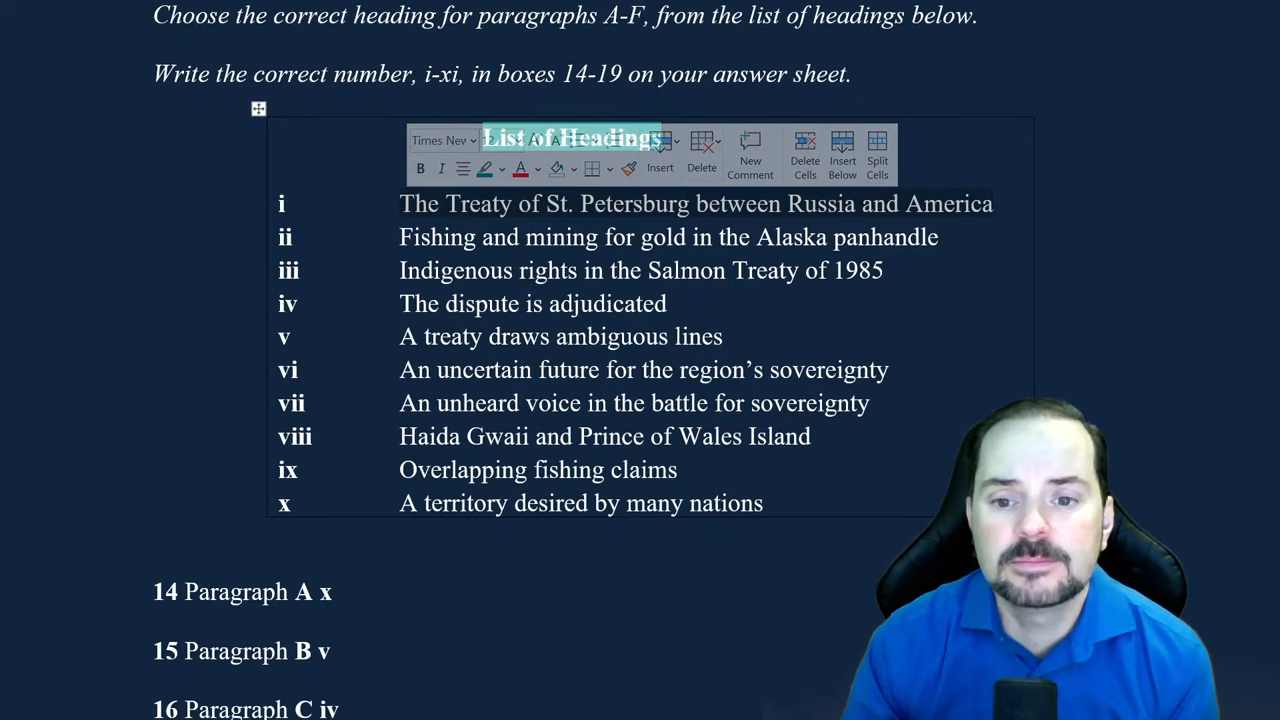 Choose the correct heading for paragraphs A-F, from the list of headings below.
Write the correct number, i-xi, in boxes 14-19 on your answer sheet.
List of Headings
Times New
Insert
Delete
New Comment
Delete Cells
Insert Below
Split Cells
i The Treaty of St. Petersburg between Russia and America
ii Fishing and mining for gold in the Alaska panhandle
iii Indigenous rights in the Salmon Treaty of 1985
iv The dispute is adjudicated
v A treaty draws ambiguous lines
vi An uncertain future for the region’s sovereignty
vii An unheard voice in the battle for sovereignty
viii Haida Gwaii and Prince of Wales Island
ix Overlapping fishing claims
x A territory desired by many nations
14 Paragraph A x
15 Paragraph B v
16 Paragraph C iv